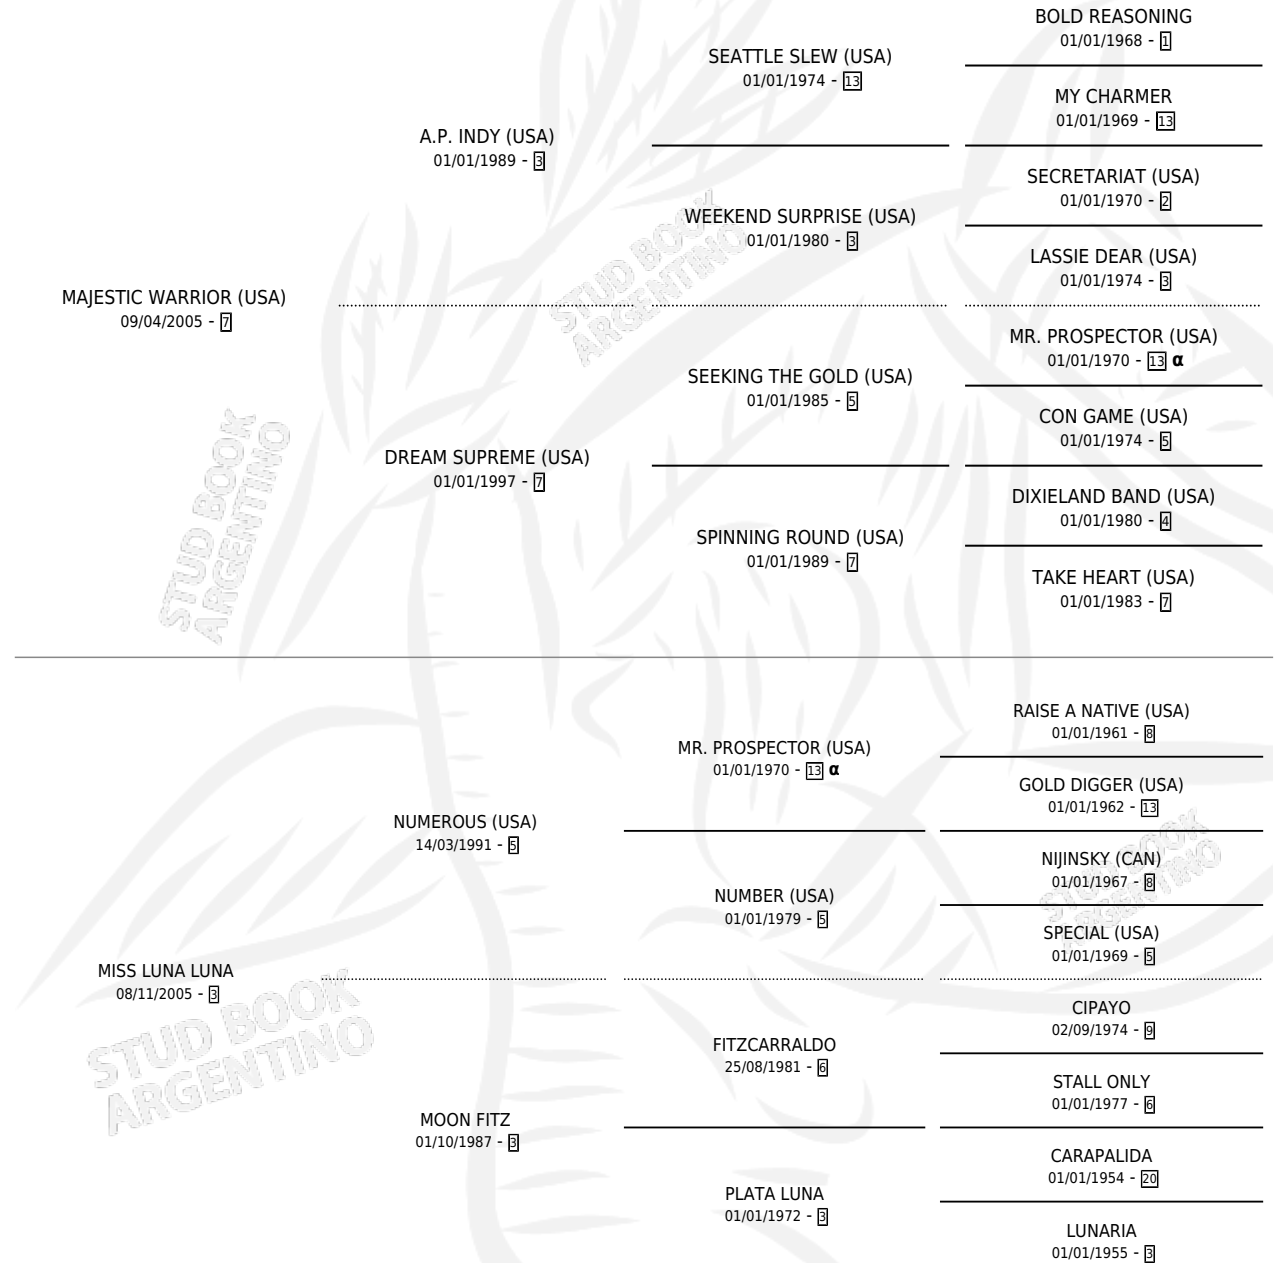 BOLD REASONING
01/01/1968 - 1
SEATTLE SLEW (USA)
01/01/1974 - 13
MY CHARMER
01/01/1969 - 13
A.P. INDY (USA)
01/01/1989 - 3
SECRETARIAT (USA)
01/01/1970 - 2
WEEKEND SURPRISE (USA)
01/01/1980 - 3
LASSIE DEAR (USA)
01/01/1974 - 3
MAJESTIC WARRIOR (USA)
09/04/2005 - 7
MR. PROSPECTOR (USA)
01/01/1970 - 13 α
SEEKING THE GOLD (USA)
01/01/1985 - 5
CON GAME (USA)
01/01/1974 - 5
DREAM SUPREME (USA)
01/01/1997 - 7
DIXIELAND BAND (USA)
01/01/1980 - 4
SPINNING ROUND (USA)
01/01/1989 - 7
TAKE HEART (USA)
01/01/1983 - 7
RAISE A NATIVE (USA)
01/01/1961 - 8
MR. PROSPECTOR (USA)
01/01/1970 - 13 α
GOLD DIGGER (USA)
01/01/1962 - 13
NUMEROUS (USA)
14/03/1991 - 5
NIJINSKY (CAN)
01/01/1967 - 8
NUMBER (USA)
01/01/1979 - 5
SPECIAL (USA)
01/01/1969 - 5
MISS LUNA LUNA
08/11/2005 - 3
CIPAYO
02/09/1974 - 9
FITZCARRALDO
25/08/1981 - 6
STALL ONLY
01/01/1977 - 6
MOON FITZ
01/10/1987 - 3
CARAPALIDA
01/01/1954 - 20
PLATA LUNA
01/01/1972 - 3
LUNARIA
01/01/1955 - 3
STUD BOOK
ARGENTINO
STUD BOOK
ARGENTINO
STUD BOOK
ARGENTINO
STUD BOOK
ARGENTINO